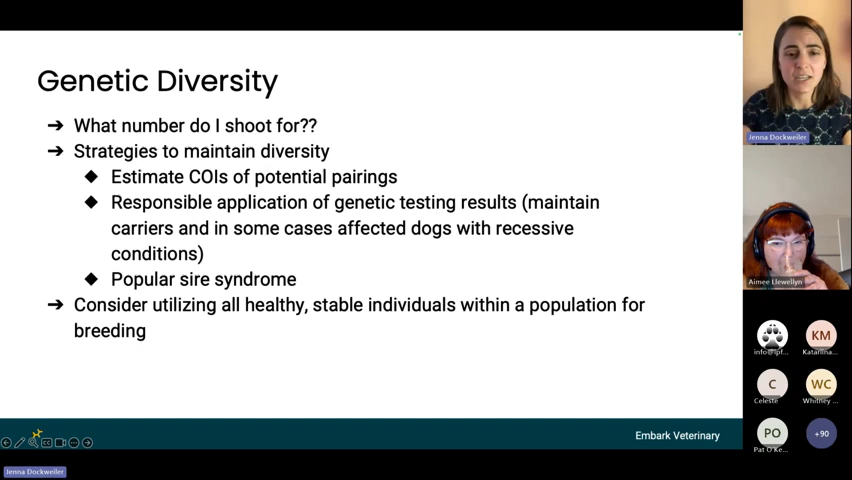 Genetic Diversity
➔ What number do I shoot for??
➔ Strategies to maintain diversity
◆ Estimate COIs of potential pairings
◆ Responsible application of genetic testing results (maintain
carriers and in some cases affected dogs with recessive
conditions)
◆ Popular sire syndrome
➔ Consider utilizing all healthy, stable individuals within a population for
breeding
Embark Veterinary
Jenna Dockweiler
Jenna Dockweiler
Aimee Llewellyn
KM
info@lpf... Katariina...
C WC
Celeste Whitney ...
PO +90
Pat O'Ke...